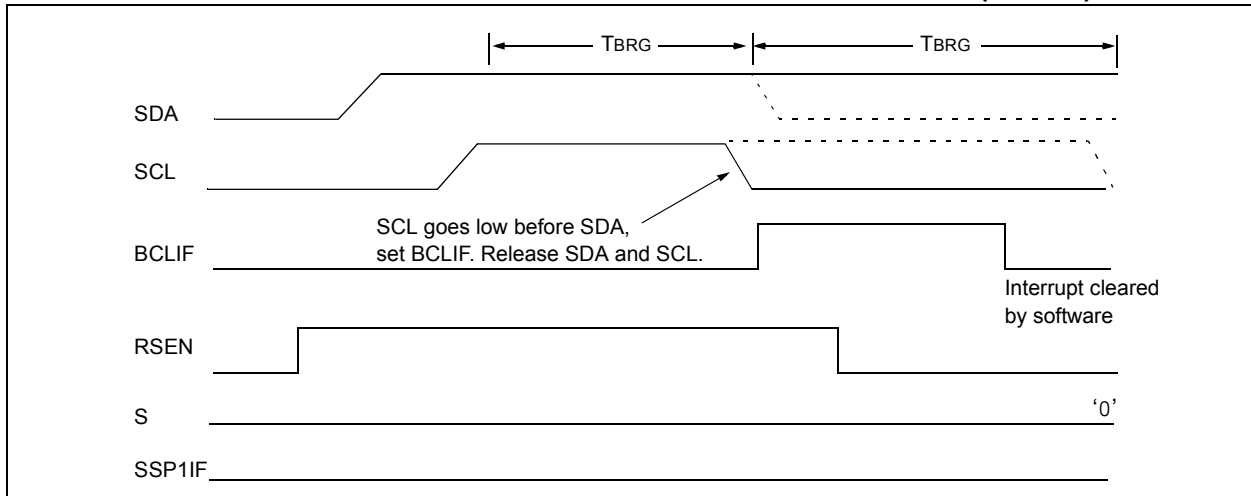 TBRG TBRG
SDA
SCL
SCL goes low before SDA,
set BCLIF. Release SDA and SCL.
BCLIF
Interrupt cleared
by software
RSEN
S ‘0’
SSP1IF